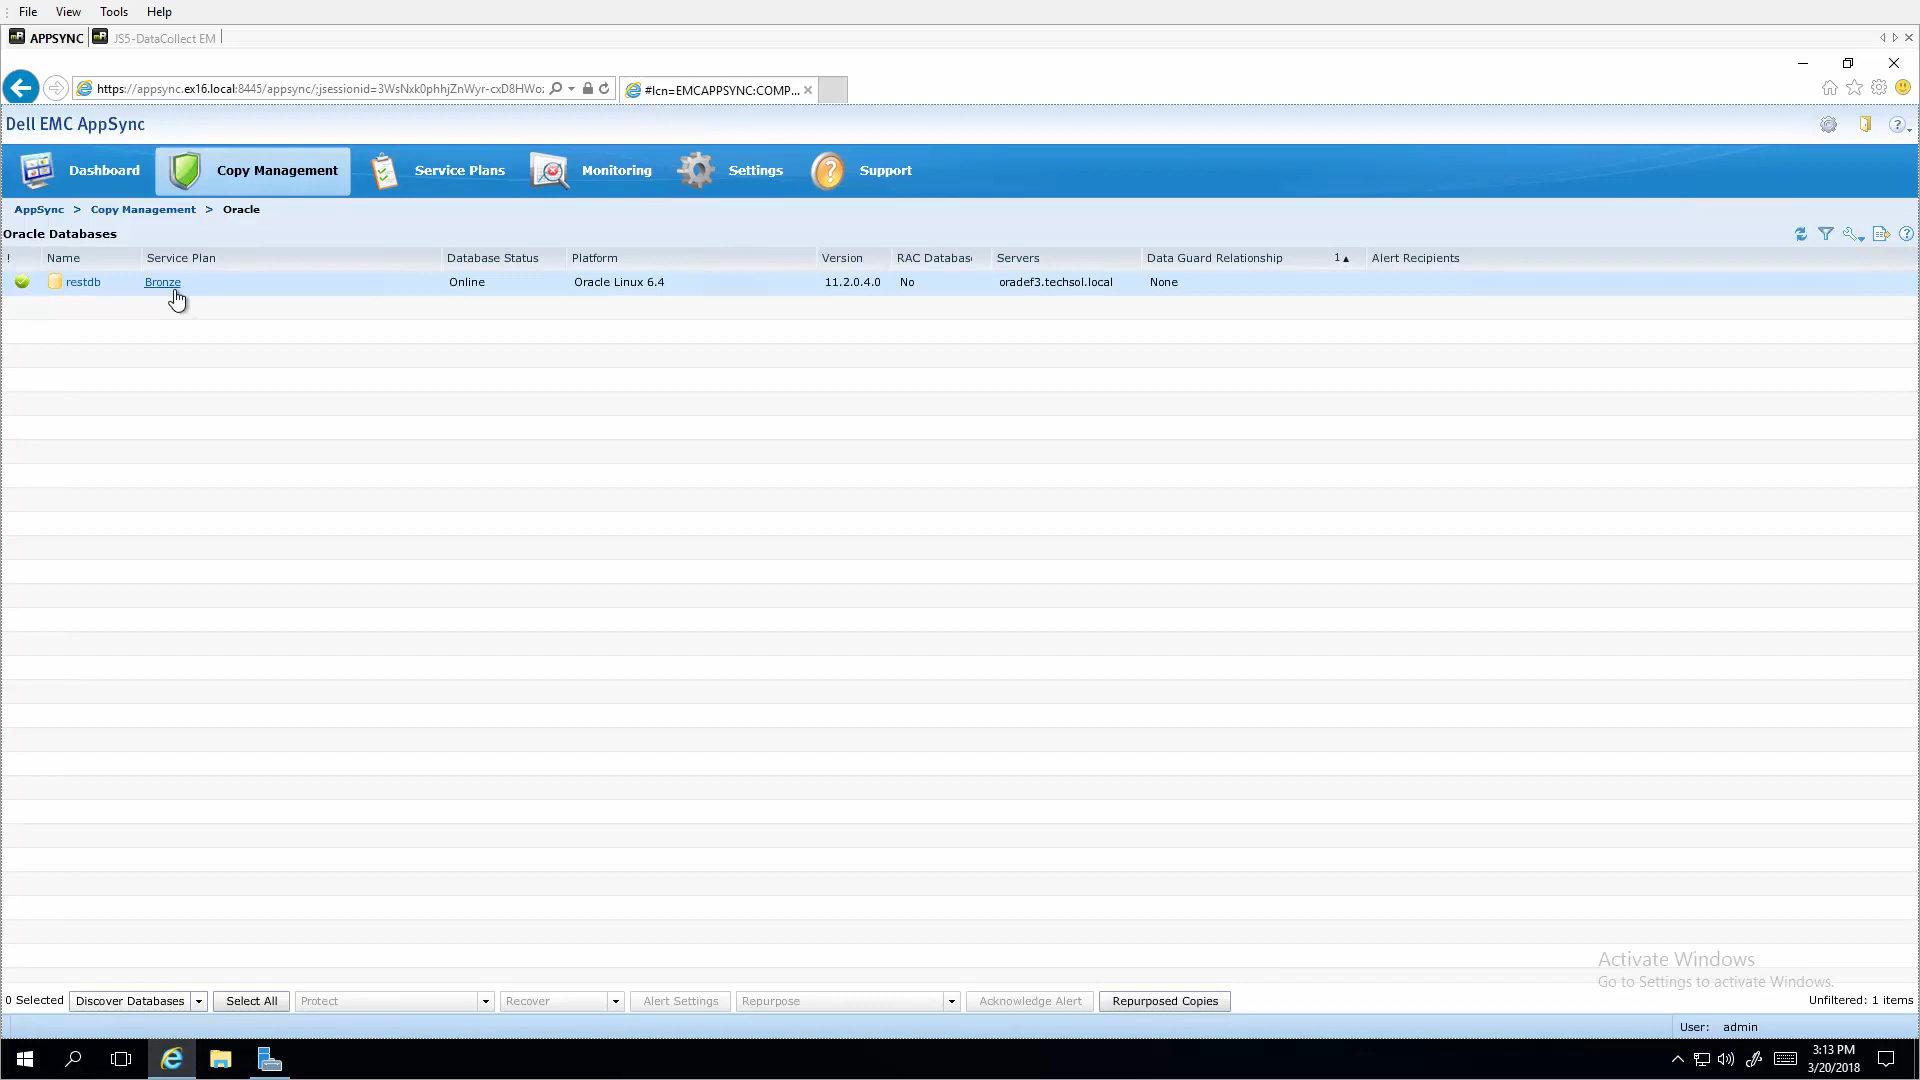 File View Tools Help
APPSYNC JS5-DataCollect EM
https://appsync.ex16.local:8445/appsync/;jsessionid=3WsNxk0phhjZnWyr-cxD8HWo: #lcn=EMCAPPSYNC:COMP...
Dell EMC AppSync
Dashboard Copy Management Service Plans Monitoring Settings Support
AppSync > Copy Management > Oracle
Oracle Databases
! Name Service Plan Database Status Platform Version RAC Databas Servers Data Guard Relationship 1 Alert Recipients
restdb Bronze Online Oracle Linux 6.4 11.2.0.4.0 No oradef3.techsol.local None
Activate Windows
Go to Settings to activate Windows.
0 Selected Discover Databases Select All Protect Recover Alert Settings Repurpose Acknowledge Alert Repurposed Copies Unfiltered: 1 items
User: admin
3:13 PM
3/20/2018